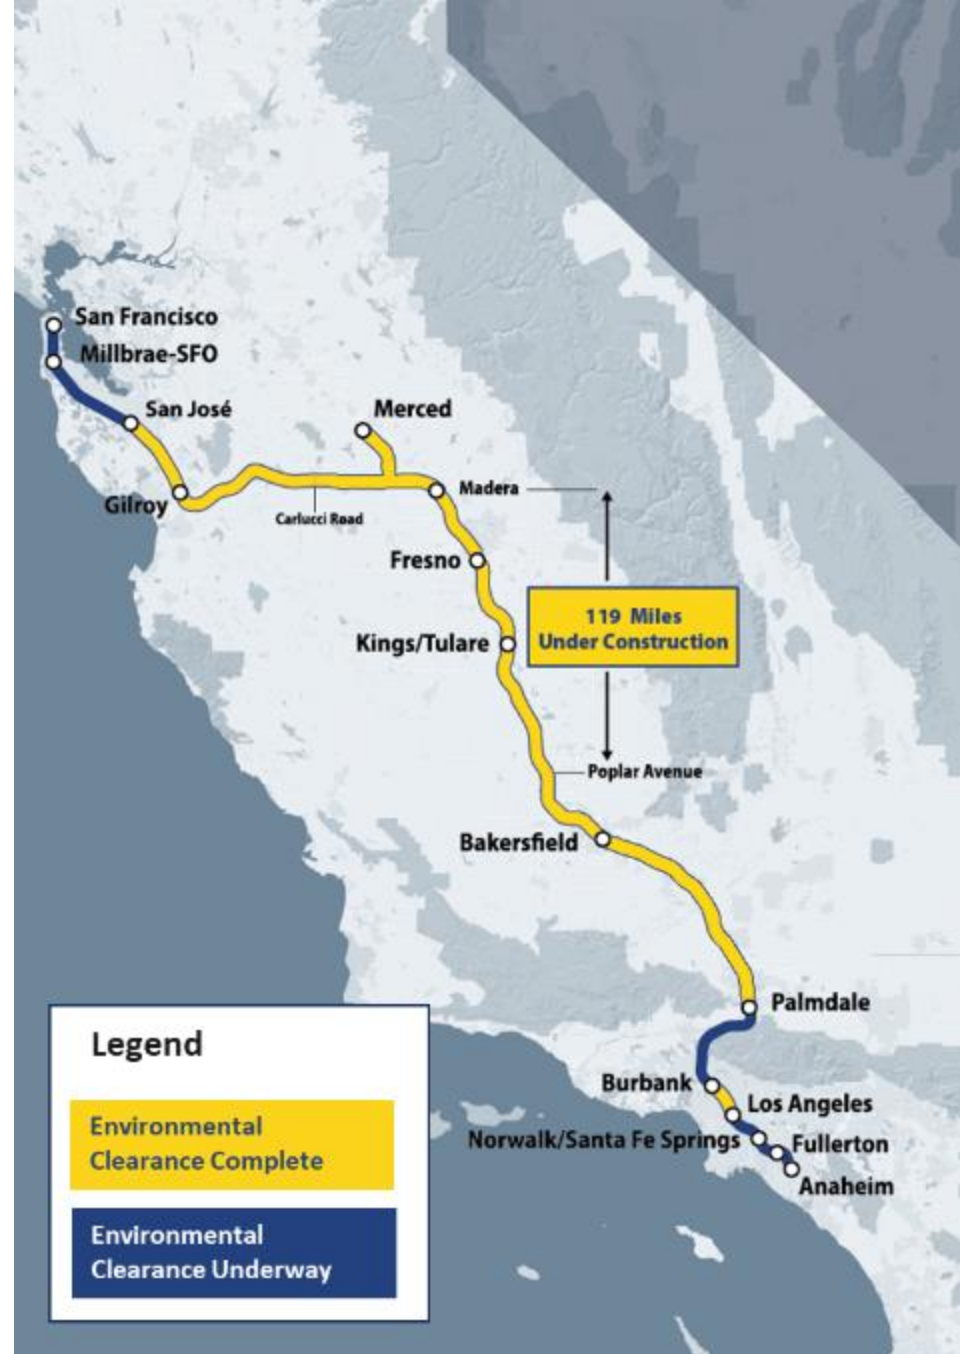 San Francisco
Millbrae-SFO
San José
Merced
Gilroy
Madera
Carlucci Road
Fresno
119 Miles
Under Construction
Kings/Tulare
Poplar Avenue
Bakersfield
Palmdale
Burbank
Los Angeles
Norwalk/Santa Fe Springs
Fullerton
Anaheim
Legend
Environmental
Clearance Complete
Environmental
Clearance Underway